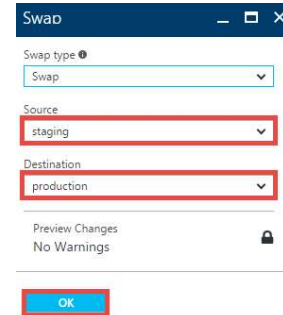 Swap
Swap type
Swap
Source
staging
Destination
production
Preview Changes
No Warnings
OK